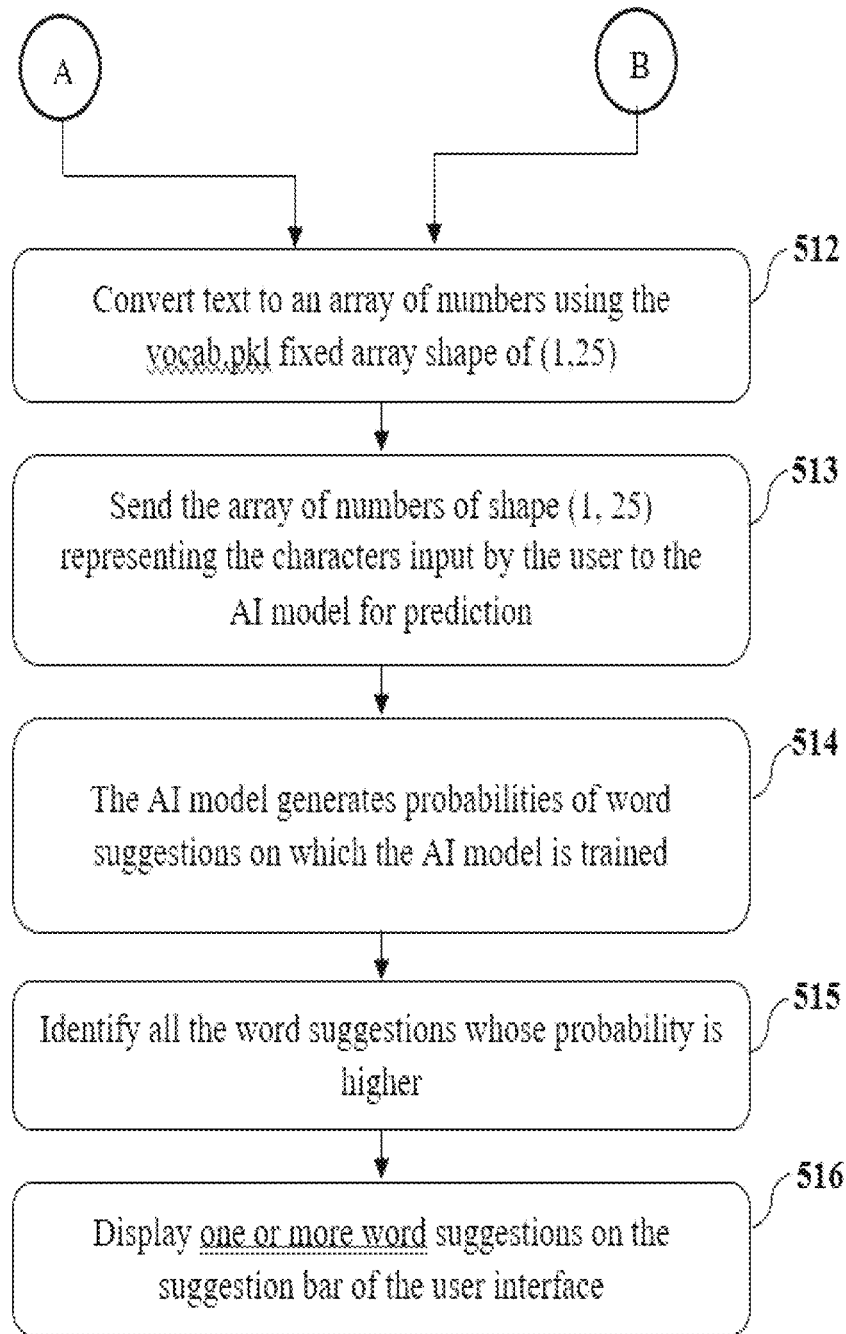 A
B
512
Convert text to an array of numbers using the
vocab.pkl fixed array shape of (1,25)
513
Send the array of numbers of shape (1, 25)
representing the characters input by the user to the
AI model for prediction
514
The AI model generates probabilities of word
suggestions on which the AI model is trained
515
Identify all the word suggestions whose probability is
higher
516
Display one or more word suggestions on the
suggestion bar of the user interface